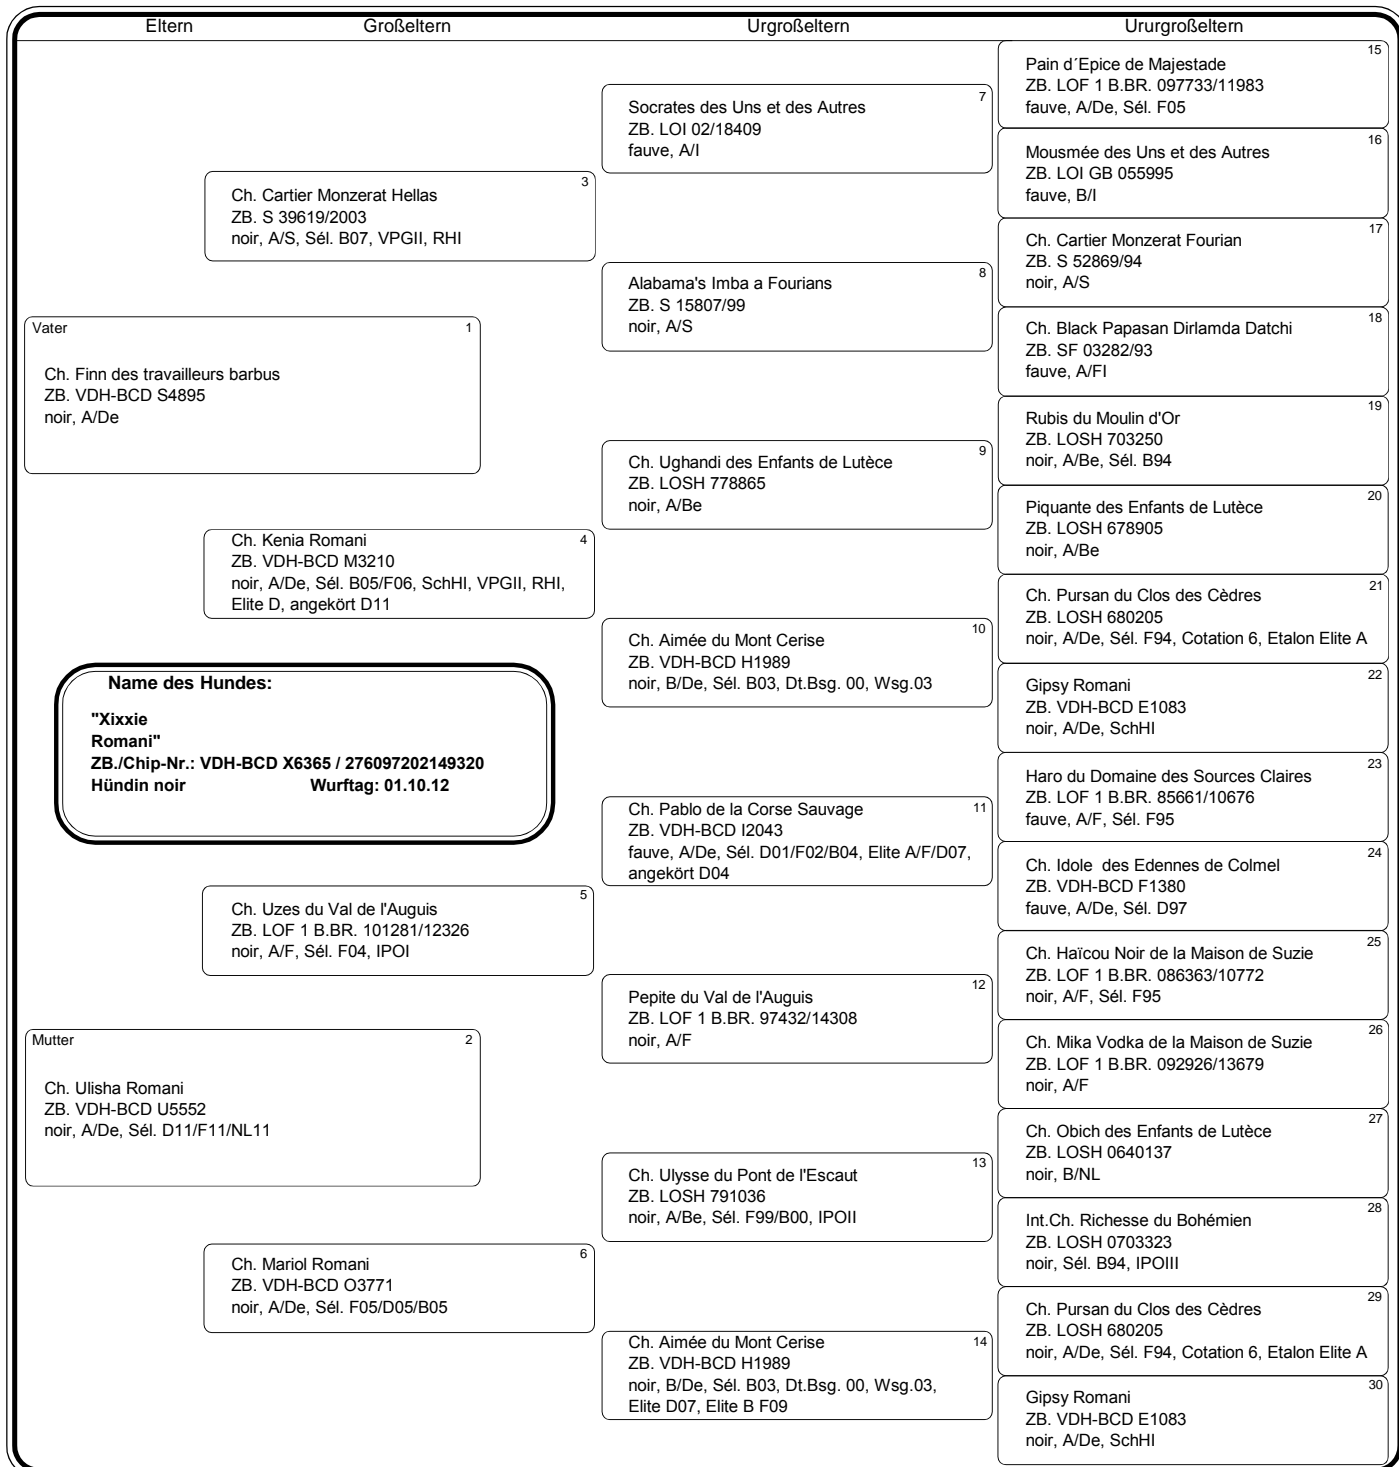 Eltern Großeltern Urgroßeltern Ururgroßeltern
Vater 1
Ch. Finn des travailleurs barbus
ZB. VDH-BCD S4895
noir, A/De
Mutter 2
Ch. Ulisha Romani
ZB. VDH-BCD U5552
noir, A/De, Sél. D11/F11/NL11
3
Ch. Cartier Monzerat Hellas
ZB. S 39619/2003
noir, A/S, Sél. B07, VPGII, RHI
4
Ch. Kenia Romani
ZB. VDH-BCD M3210
noir, A/De, Sél. B05/F06, SchHI, VPGII, RHI,
Elite D, angekört D11
Name des Hundes:
"Xixxie
Romani"
ZB./Chip-Nr.: VDH-BCD X6365 / 276097202149320
Hündin noir Wurftag: 01.10.12
5
Ch. Uzes du Val de l'Auguis
ZB. LOF 1 B.BR. 101281/12326
noir, A/F, Sél. F04, IPOI
6
Ch. Mariol Romani
ZB. VDH-BCD O3771
noir, A/De, Sél. F05/D05/B05
7
Socrates des Uns et des Autres
ZB. LOI 02/18409
fauve, A/I
8
Alabama's Imba a Fourians
ZB. S 15807/99
noir, A/S
9
Ch. Ughandi des Enfants de Lutèce
ZB. LOSH 778865
noir, A/Be
10
Ch. Aimée du Mont Cerise
ZB. VDH-BCD H1989
noir, B/De, Sél. B03, Dt.Bsg. 00, Wsg.03
11
Ch. Pablo de la Corse Sauvage
ZB. VDH-BCD I2043
fauve, A/De, Sél. D01/F02/B04, Elite A/F/D07,
angekört D04
12
Pepite du Val de l'Auguis
ZB. LOF 1 B.BR. 97432/14308
noir, A/F
13
Ch. Ulysse du Pont de l'Escaut
ZB. LOSH 791036
noir, A/Be, Sél. F99/B00, IPOII
14
Ch. Aimée du Mont Cerise
ZB. VDH-BCD H1989
noir, B/De, Sél. B03, Dt.Bsg. 00, Wsg.03,
Elite D07, Elite B F09
15
Pain d´Epice de Majestade
ZB. LOF 1 B.BR. 097733/11983
fauve, A/De, Sél. F05
16
Mousmée des Uns et des Autres
ZB. LOI GB 055995
fauve, B/I
17
Ch. Cartier Monzerat Fourian
ZB. S 52869/94
noir, A/S
18
Ch. Black Papasan Dirlamda Datchi
ZB. SF 03282/93
fauve, A/FI
19
Rubis du Moulin d'Or
ZB. LOSH 703250
noir, A/Be, Sél. B94
20
Piquante des Enfants de Lutèce
ZB. LOSH 678905
noir, A/Be
21
Ch. Pursan du Clos des Cèdres
ZB. LOSH 680205
noir, A/De, Sél. F94, Cotation 6, Etalon Elite A
22
Gipsy Romani
ZB. VDH-BCD E1083
noir, A/De, SchHI
23
Haro du Domaine des Sources Claires
ZB. LOF 1 B.BR. 85661/10676
fauve, A/F, Sél. F95
24
Ch. Idole des Edennes de Colmel
ZB. VDH-BCD F1380
fauve, A/De, Sél. D97
25
Ch. Haïcou Noir de la Maison de Suzie
ZB. LOF 1 B.BR. 086363/10772
noir, A/F, Sél. F95
26
Ch. Mika Vodka de la Maison de Suzie
ZB. LOF 1 B.BR. 092926/13679
noir, A/F
27
Ch. Obich des Enfants de Lutèce
ZB. LOSH 0640137
noir, B/NL
28
Int.Ch. Richesse du Bohémien
ZB. LOSH 0703323
noir, Sél. B94, IPOIII
29
Ch. Pursan du Clos des Cèdres
ZB. LOSH 680205
noir, A/De, Sél. F94, Cotation 6, Etalon Elite A
30
Gipsy Romani
ZB. VDH-BCD E1083
noir, A/De, SchHI